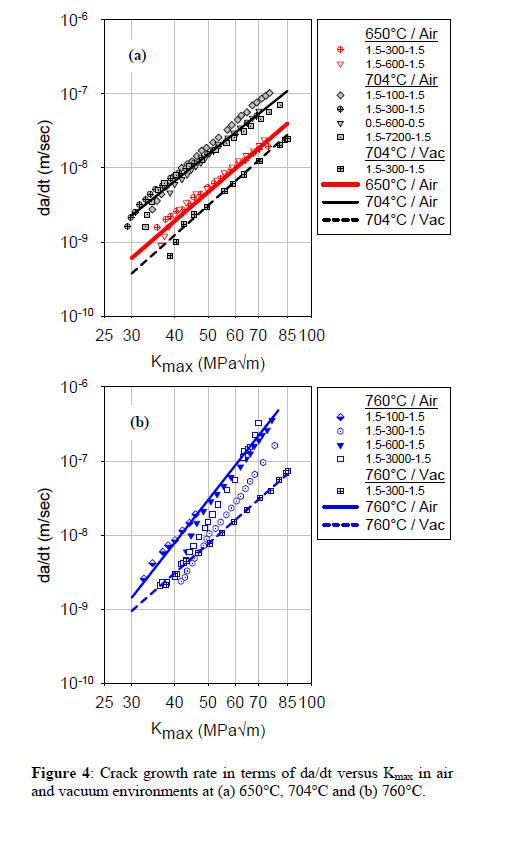 10-6
10-7
10-8
10-9
10-10
da/dt (m/sec)
(a)
25 30 40 50 60 70 85 100
Kmax (MPa√m)
650°C / Air
1.5-300-1.5
1.5-600-1.5
704°C / Air
1.5-100-1.5
1.5-300-1.5
0.5-600-0.5
1.5-7200-1.5
704°C / Vac
1.5-300-1.5
650°C / Air
704°C / Air
704°C / Vac
10-6
10-7
10-8
10-9
10-10
da/dt (m/sec)
(b)
25 30 40 50 60 70 85 100
Kmax (MPa√m)
760°C / Air
1.5-100-1.5
1.5-300-1.5
1.5-600-1.5
1.5-3000-1.5
760°C / Vac
1.5-300-1.5
760°C / Air
760°C / Vac
Figure 4: Crack growth rate in terms of da/dt versus Kmax in air
and vacuum environments at (a) 650°C, 704°C and (b) 760°C.